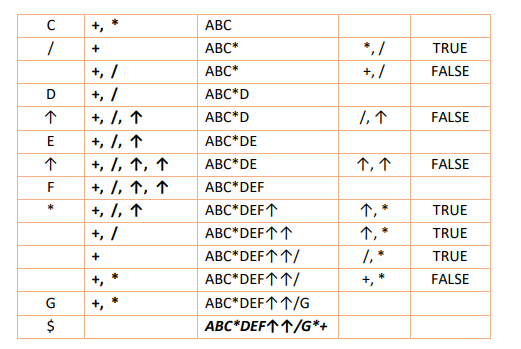 C +, * ABC
/ + ABC* *, / TRUE
+, / ABC* +, / FALSE
D +, / ABC*D
↑ +, /, ↑ ABC*D /, ↑ FALSE
E +, /, ↑ ABC*DE
↑ +, /, ↑, ↑ ABC*DE ↑, ↑ FALSE
F +, /, ↑, ↑ ABC*DEF
* +, /, ↑ ABC*DEF↑ ↑, * TRUE
+, / ABC*DEF↑↑ ↑, * TRUE
+ ABC*DEF↑↑/ /, * TRUE
+, * ABC*DEF↑↑/ +, * FALSE
G +, * ABC*DEF↑↑/G
$ ABC*DEF↑↑/G*+